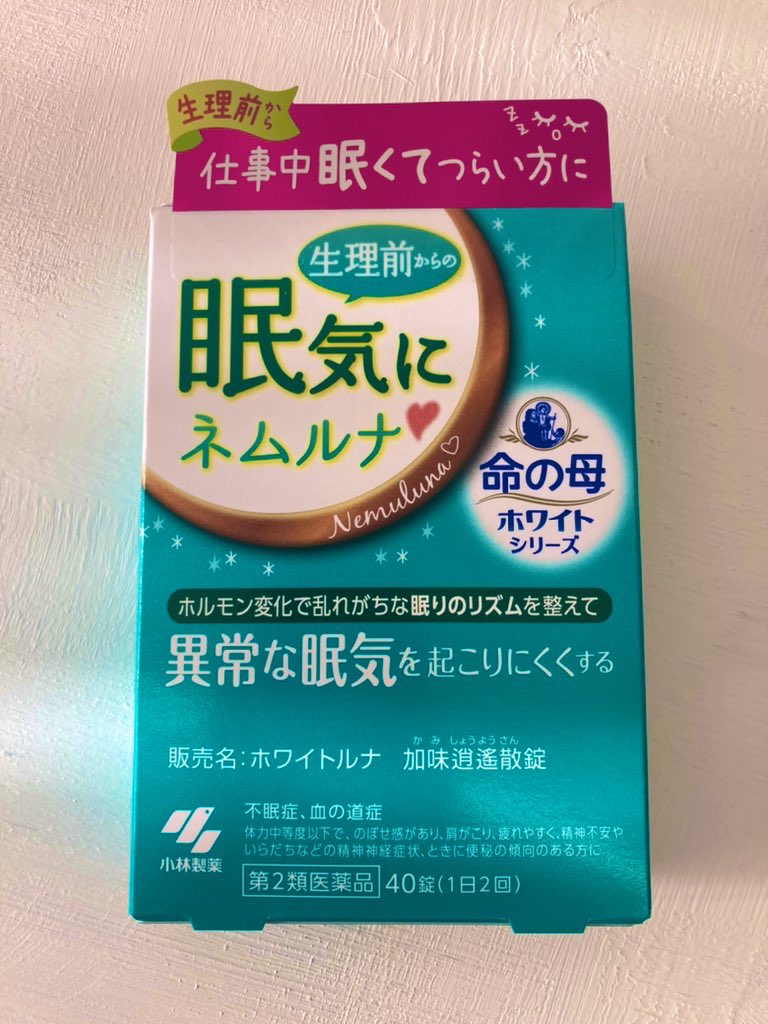 生理前から
仕事中眠くてつらい方に
生理前からの
眠気に
ネムルナ
Nemuluna
命の母
ホワイト
シリーズ
ホルモン変化で乱れがちな眠りのリズムを整えて
異常な眠気を起こりにくくする
販売名:ホワイトルナ 加味逍遙散錠
かみしょうようさん
不眠症、血の道症
体力中等度以下で、のぼせ感があり、肩がこり、疲れやすく、精神不安や
いらだちなどの精神神経症状、ときに便秘の傾向のある方に
小林製薬
第2類医薬品 40錠(1日2回)